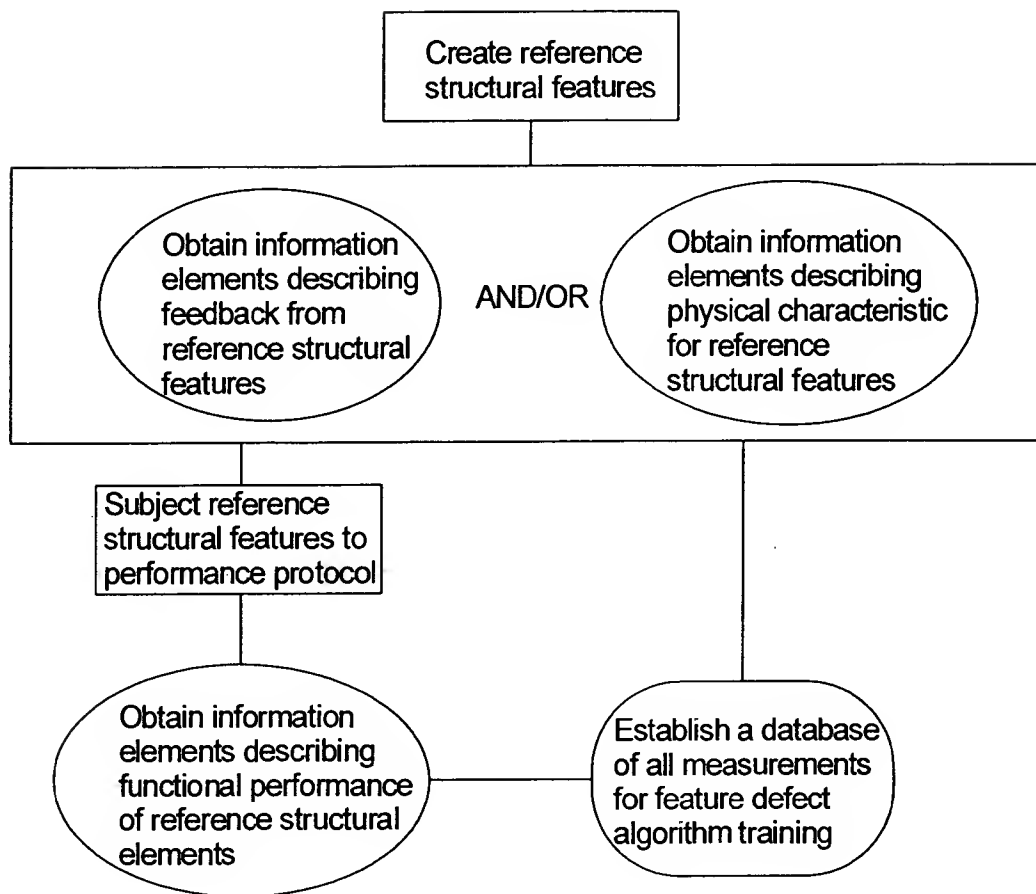 Create reference
structural features
Obtain information
elements describing
feedback from
reference structural
features
AND/OR
Obtain information
elements describing
physical characteristic
for reference
structural features
Subject reference
structural features to
performance protocol
Obtain information
elements describing
functional performance
of reference structural
elements
Establish a database
of all measurements
for feature defect
algorithm training